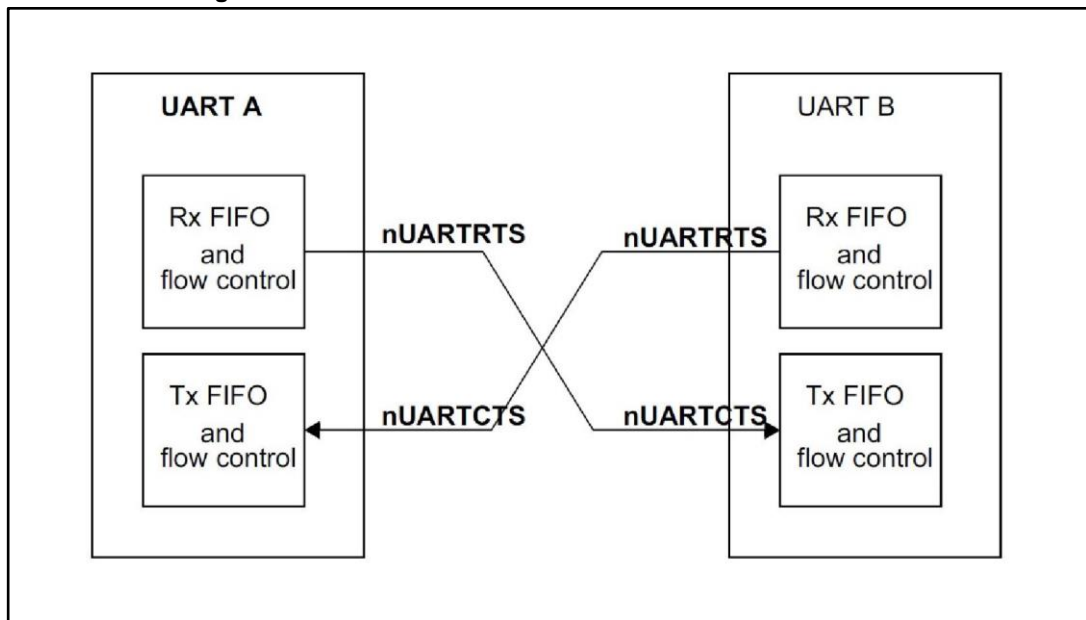 UART A
UART B
Rx FIFO
and
flow control
nUARTRTS
nUARTRTS
Rx FIFO
and
flow control
Tx FIFO
and
flow control
nUARTCTS
nUARTCTS
Tx FIFO
and
flow control